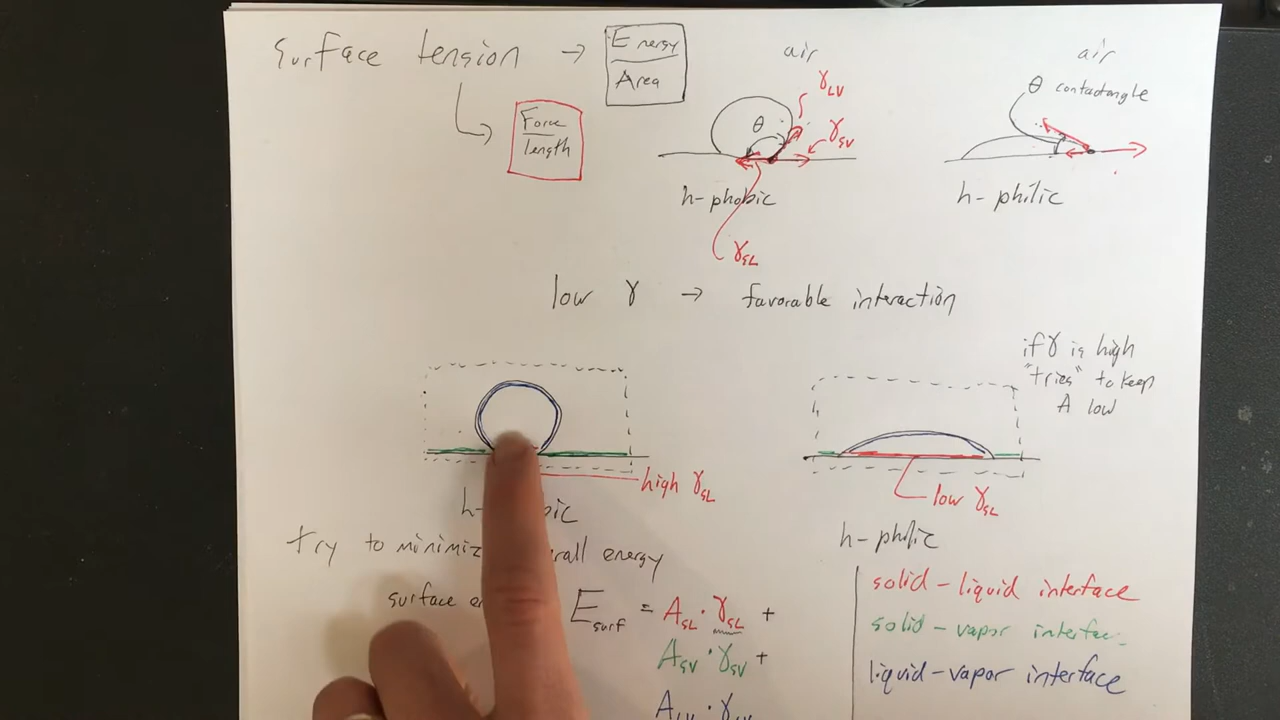 surface tension → Energy
Area
Force
length
air
θ
γLV
γSV
h-phobic
γSL
air
θ contact angle
h-philic
low γ → favorable interaction
if γ is high
"tries" to keep
A low
high γSL
low γSL
h-philic
try to overall energy
surface
Esurf = ASL · γSL +
ASV · γSV +
solid-liquid interface
solid-vapor interface
liquid-vapor interface